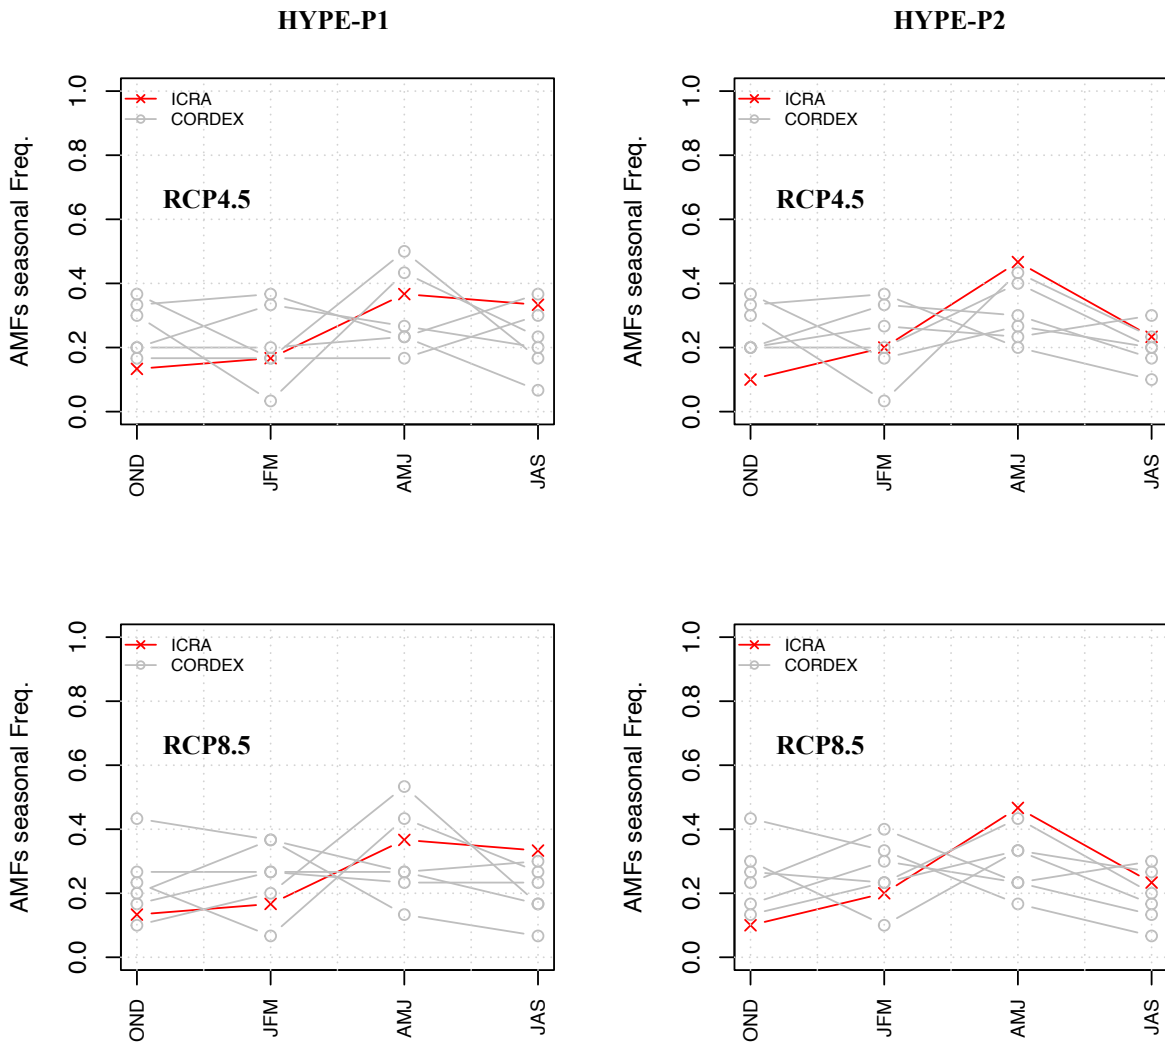 HYPE-P1
HYPE-P2
AMFs seasonal Freq.
1.0
0.8
0.6
0.4
0.2
0.0
ICRA
CORDEX
RCP4.5
OND
JFM
AMJ
JAS
AMFs seasonal Freq.
1.0
0.8
0.6
0.4
0.2
0.0
ICRA
CORDEX
RCP4.5
OND
JFM
AMJ
JAS
AMFs seasonal Freq.
1.0
0.8
0.6
0.4
0.2
0.0
ICRA
CORDEX
RCP8.5
OND
JFM
AMJ
JAS
AMFs seasonal Freq.
1.0
0.8
0.6
0.4
0.2
0.0
ICRA
CORDEX
RCP8.5
OND
JFM
AMJ
JAS